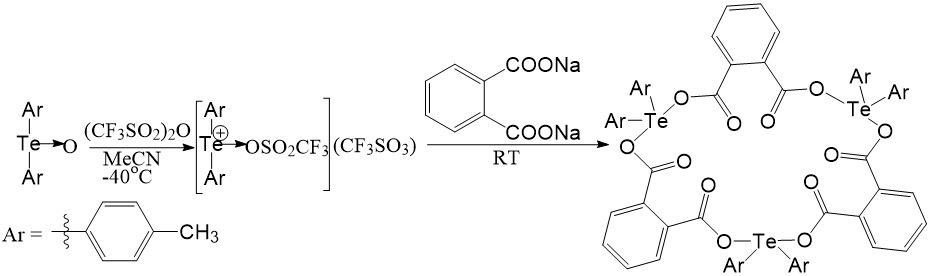 Ar
Te
O
Ar
(CF3SO2)2O
MeCN
-40°C
Ar
Te
⊕
OSO2CF3
Ar
(CF3SO3)
COONa
COONa
RT
Ar
Ar
Te
O
O
O
O
O
Ar
Ar
Te
O
O
O
O
O
O
Te
O
Ar Ar
Ar =
CH3